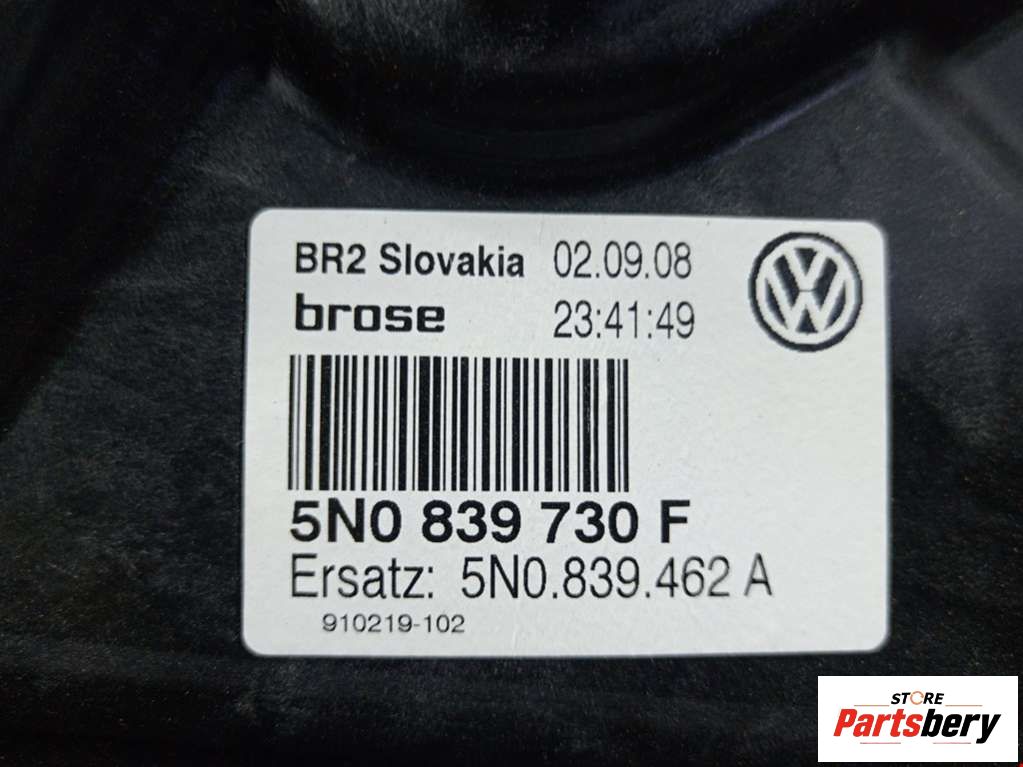 BR2 Slovakia 02.09.08
brose 23:41:49
5N0 839 730 F
Ersatz: 5N0.839.462 A
910219-102
STORE
Partsbery